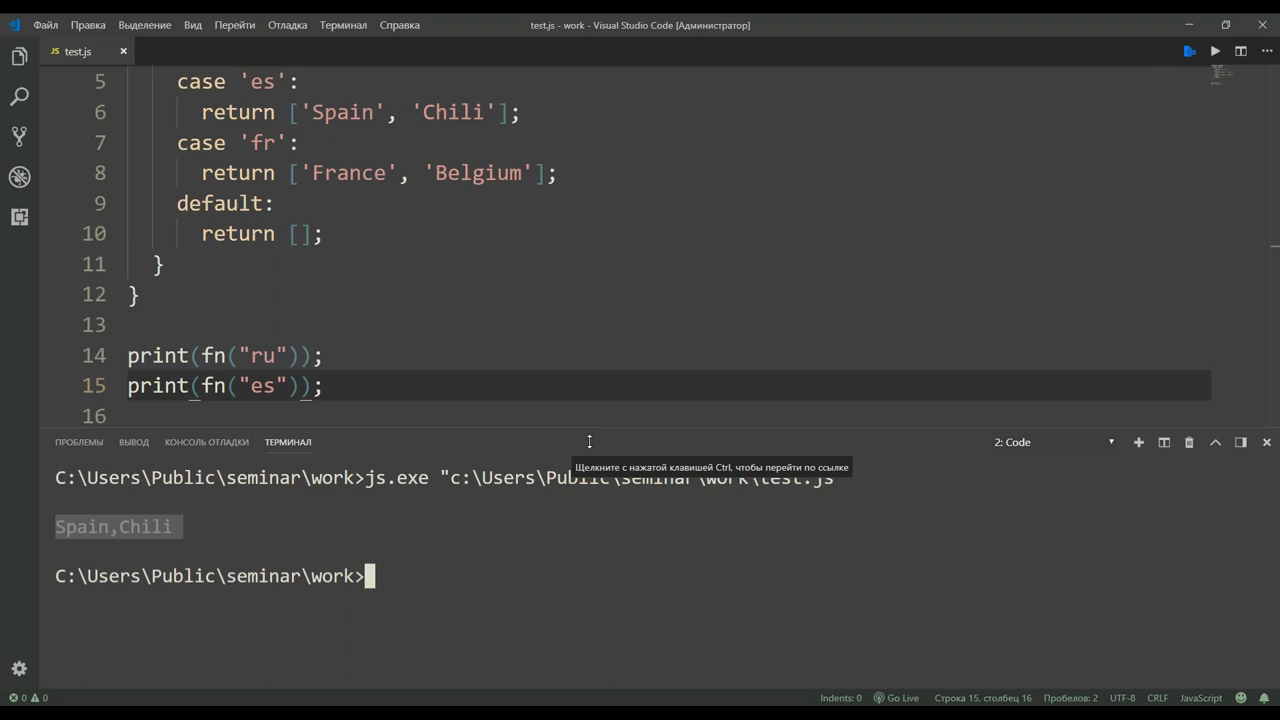 Файл Правка Выделение Вид Перейти Отладка Терминал Справка test.js - work - Visual Studio Code [Администратор]
JS test.js
5 case 'es':
6 return ['Spain', 'Chili'];
7 case 'fr':
8 return ['France', 'Belgium'];
9 default:
10 return [];
11 }
12 }
13
14 print(fn("ru"));
15 print(fn("es"));
16
ПРОБЛЕМЫ ВЫВОД КОНСОЛЬ ОТЛАДКИ ТЕРМИНАЛ 2: Code
Щелкните с нажатой клавишей Ctrl, чтобы перейти по ссылке
C:\Users\Public\seminar\work>js.exe "c:\Users\Public\seminar\work\test.js
Spain,Chili
C:\Users\Public\seminar\work>
0 0 Indents: 0 Go Live Строка 15, столбец 16 Пробелов: 2 UTF-8 CRLF JavaScript